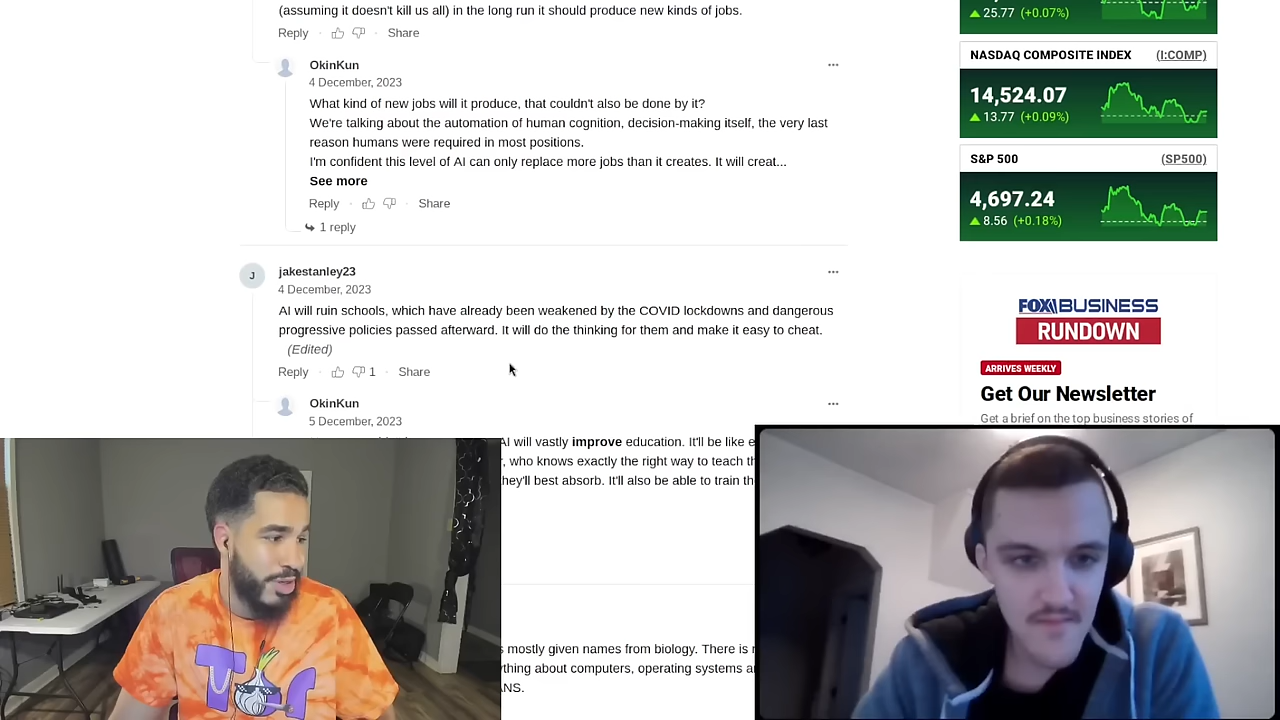 (assuming it doesn't kill us all) in the long run it should produce new kinds of jobs.
Reply · Share
OkinKun
4 December, 2023
What kind of new jobs will it produce, that couldn't also be done by it?
We're talking about the automation of human cognition, decision-making itself, the very last
reason humans were required in most positions.
I'm confident this level of AI can only replace more jobs than it creates. It will creat...
See more
Reply · Share
1 reply
J
jakestanley23
4 December, 2023
AI will ruin schools, which have already been weakened by the COVID lockdowns and dangerous
progressive policies passed afterward. It will do the thinking for them and make it easy to cheat.
(Edited)
Reply · 1 · Share
OkinKun
5 December, 2023
AI will vastly improve education. It'll be like
, who knows exactly the right way to teach
they'll best absorb. It'll also be able to train
s mostly given names from biology. There is
ything about computers, operating systems
ANS.
25.77 (+0.07%)
NASDAQ COMPOSITE INDEX (I:COMP)
14,524.07
13.77 (+0.09%)
S&P 500 (SP500)
4,697.24
8.56 (+0.18%)
FOX BUSINESS
RUNDOWN
ARRIVES WEEKLY
Get Our Newsletter
Get a brief on the top business stories of